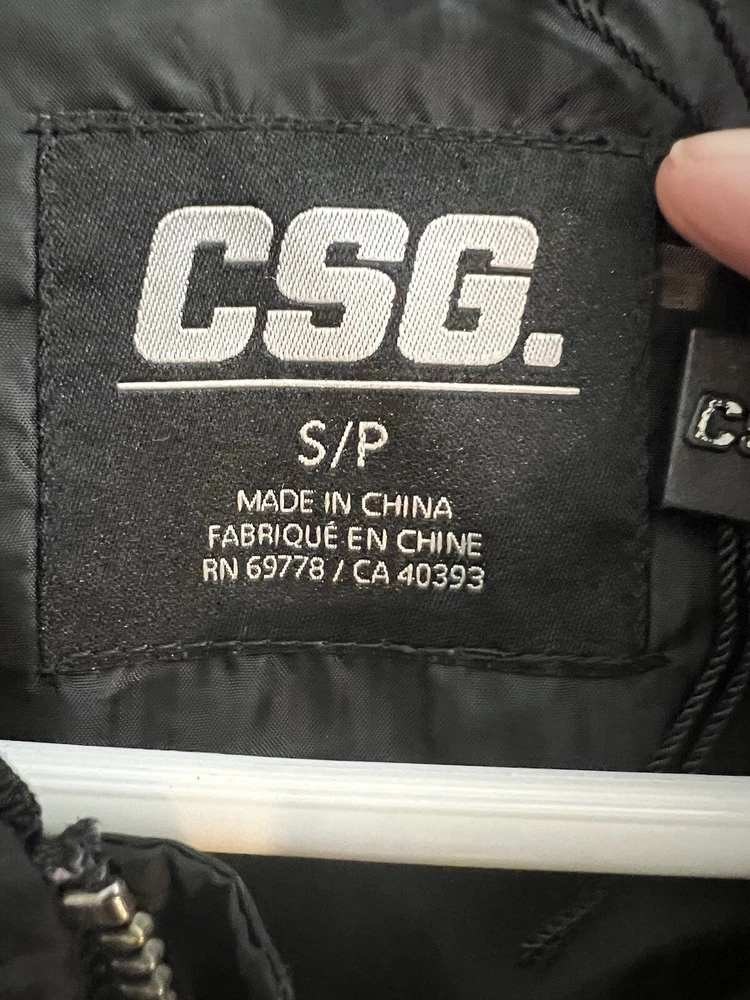 CSG.
S/P
MADE IN CHINA
FABRIQUÉ EN CHINE
RN 69778 / CA 40393